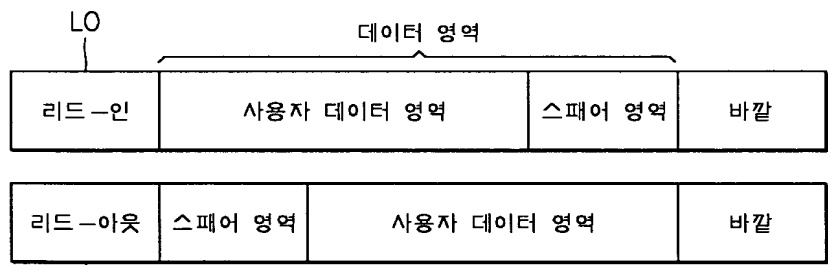 LO
데이터 영역
리드-인 사용자 데이터 영역 스패어 영역 바깥
리드-아웃 스패어 영역 사용자 데이터 영역 바깥